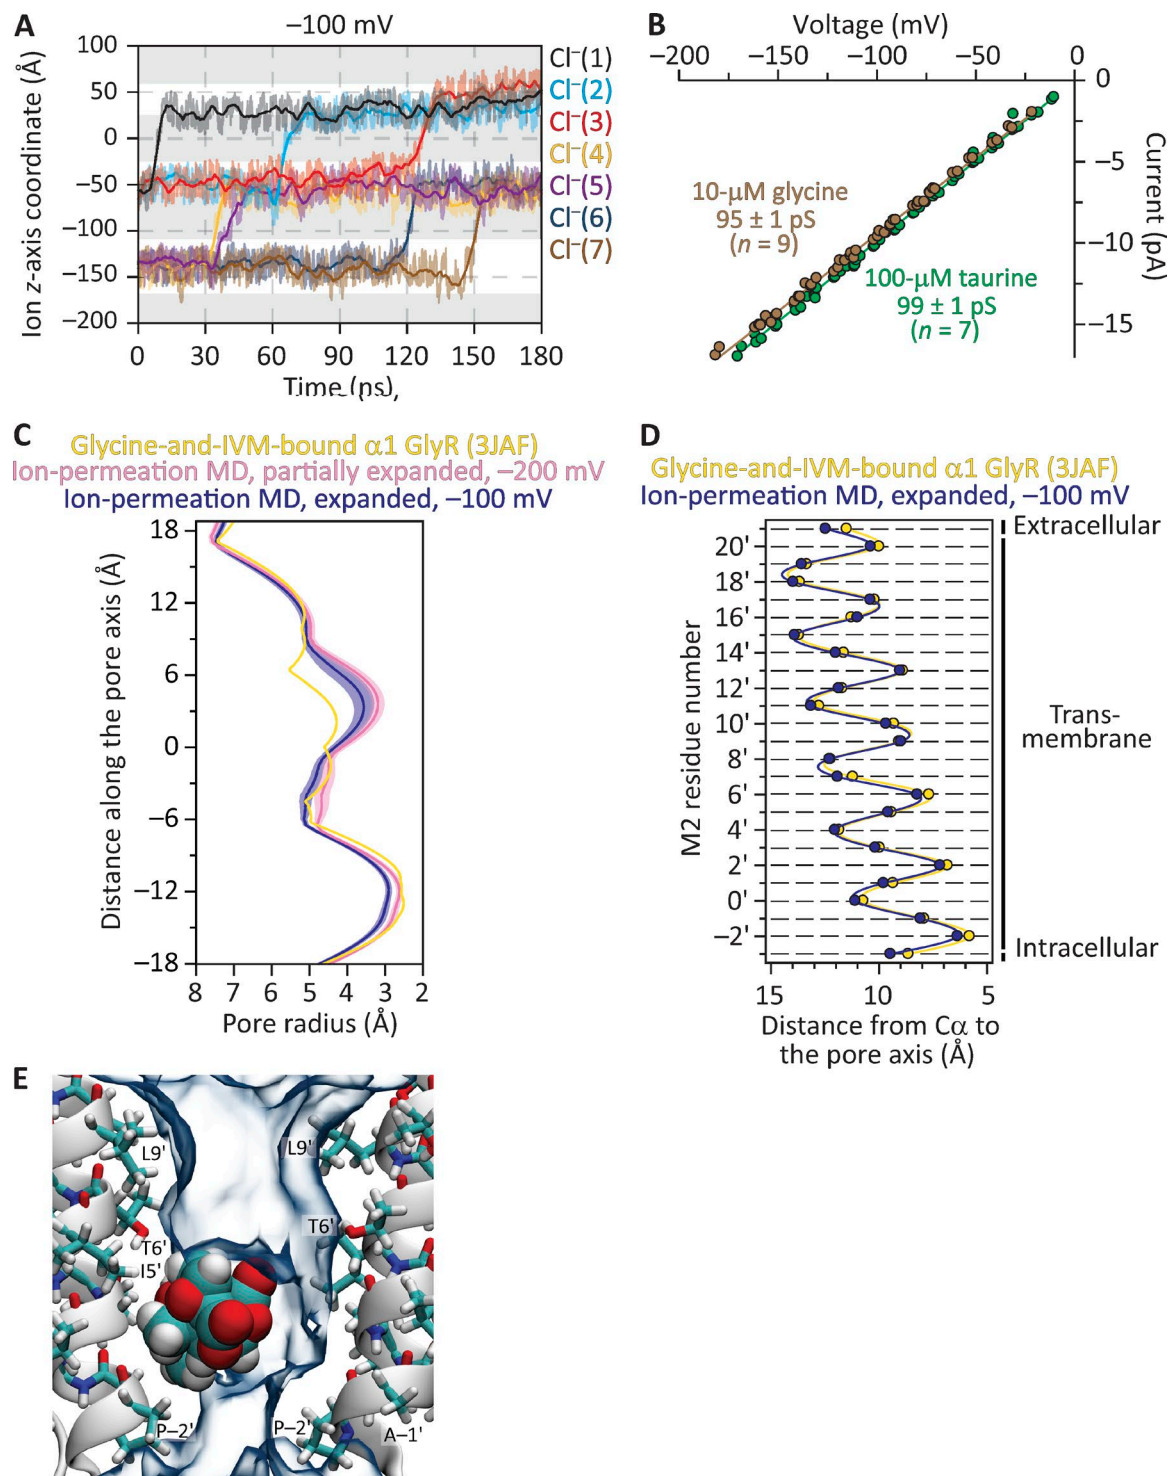 A
−100 mV
Ion z-axis coordinate (Å)
100
50
0
−50
−100
−150
−200
0 30 60 90 120 150 180
Time (ps),
Cl⁻(1)
Cl⁻(2)
Cl⁻(3)
Cl⁻(4)
Cl⁻(5)
Cl⁻(6)
Cl⁻(7)
B
Voltage (mV)
−200 −150 −100 −50 0
0
−5
−10
−15
Current (pA)
10-μM glycine
95 ± 1 pS
(n = 9)
100-μM taurine
99 ± 1 pS
(n = 7)
C
Glycine-and-IVM-bound α1 GlyR (3JAF)
Ion-permeation MD, partially expanded, −200 mV
Ion-permeation MD, expanded, −100 mV
Distance along the pore axis (Å)
18
12
6
0
−6
−12
−18
8 7 6 5 4 3 2
Pore radius (Å)
D
Glycine-and-IVM-bound α1 GlyR (3JAF)
Ion-permeation MD, expanded, −100 mV
M2 residue number
20'
18'
16'
14'
12'
10'
8'
6'
4'
2'
0'
−2'
Extracellular
Trans-
membrane
Intracellular
15 10 5
Distance from Cα to
the pore axis (Å)
E
L9' L9'
T6'
T6'
I5'
P−2' P−2' A−1'